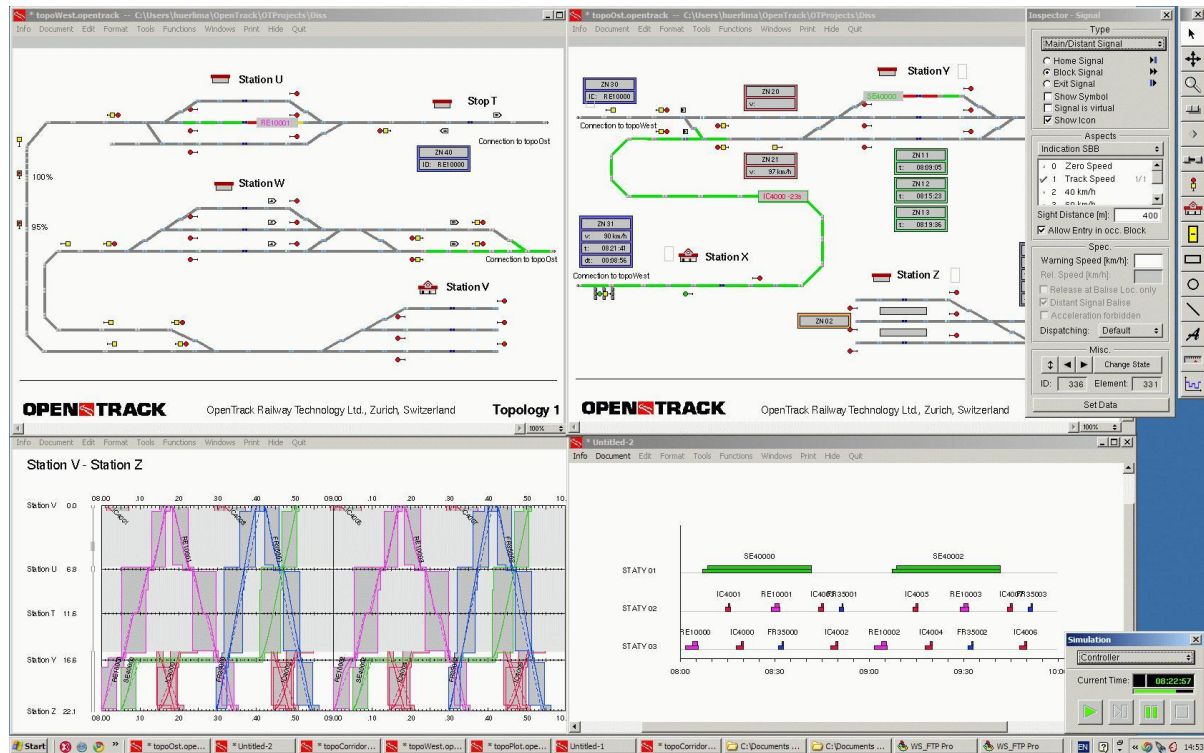 * topoWest.opentrack -- C:\Users\huerlima\OpenTrack\OTProjects\Diss
Info Document Edit Format Tools Functions Windows Print Hide Quit
Station U
Stop T
RE10001
Connection to topoOst
ZN 40
ID: RE10000
100%
Station W
95%
Connection to topoOst
Station V
OPENTRACK
OpenTrack Railway Technology Ltd., Zurich, Switzerland
Topology 1
100%
* topoOst.opentrack -- C:\Users\huerlima\OpenTrack\OTProjects\Diss
Info Document Edit Format Tools Functions Windows Print Hide Quit
Station Y
ZN 30
IC: RE10000
ZN 20
v:
SE40000
Connection to topoWest
ZN 21
v: 97 km/h
ZN 11
t: 08:09:05
ZN 12
t: 08:15:23
ZN 13
t: 08:19:36
IC4000 -23s
ZN 31
v: 90 km/h
t: 08:21:41
dt: 00:08:56
Station X
Connection to topoWest
Station Z
ZN 02
OPENTRACK
OpenTrack Railway Technology Ltd., Zurich, Switzerland
100%
Inspector - Signal
Type
Main/Distant Signal
Home Signal
Block Signal
Exit Signal
Show Symbol
Signal is virtual
Show Icon
Aspects
Indication SBB
0 Zero Speed
1 Track Speed 1/1
2 40 km/h
3 60 km/h
Sight Distance [m]: 400
Allow Entry in occ. Block
Spec.
Warning Speed [km/h]:
Rel. Speed [km/h]:
Release at Balise Loc. only
Distant Signal Balise
Acceleration forbidden
Dispatching: Default
Misc.
Change State
ID: 336 Element: 331
Set Data
A
Info Document Edit Format Tools Functions Windows Print Hide Quit
Station V - Station Z
08.00 .10 .20 .30 .40 .50 09.00 .10 .20 .30 .40 .50 10.
Station V 0.0
IC4001
RE10001
Station U 6.8
Station T 11.6
Station Y 16.6
RE10000
SE40000
Station Z 22.1
* Untitled-2
Info Document Edit Format Tools Functions Windows Print Hide Quit
SE40000 SE40002
STATY 01
IC4001 RE10001 IC4003 FR35001 IC4005 RE10003 IC4007 FR35003
STATY 02
RE10000 IC4000 FR35000 IC4002 RE10002 IC4004 FR35002 IC4006
STATY 03
08:00 08:30 09:00 09:30 10:00
Simulation
Controller
Current Time: 08:22:57
Start
* topoOst.ope...
* Untitled-2
* topoCorridor...
* topoWest.op...
* topoPlot.ope...
Untitled-1
* topoCorridor...
C:\Documents ...
C:\Documents ...
WS_FTP Pro
WS_FTP Pro
EN
14:53